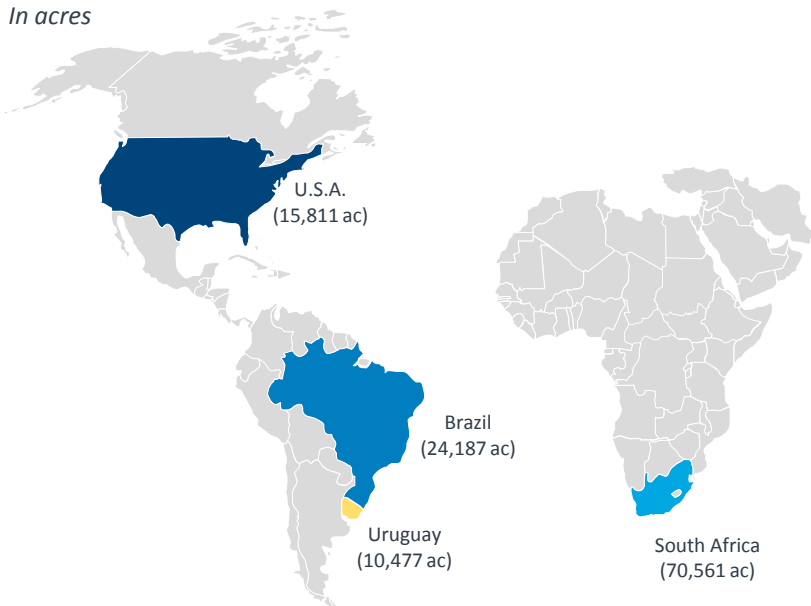 In acres
U.S.A.
(15,811 ac)
Brazil
(24,187 ac)
Uruguay
(10,477 ac)
South Africa
(70,561 ac)